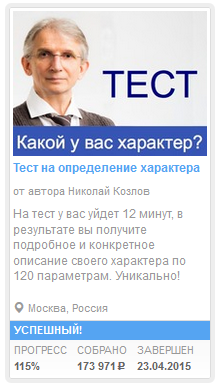 ТЕСТ
Какой у вас характер?
Тест на определение характера
от автора Николай Козлов
На тест у вас уйдет 12 минут, в
результате вы получите
подробное и конкретное
описание своего характера по
120 параметрам. Уникально!
Москва, Россия
УСПЕШНЫЙ!
ПРОГРЕСС СОБРАНО ЗАВЕРШЕН
115% 173 971 ₽ 23.04.2015